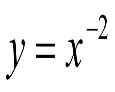 y = x⁻²